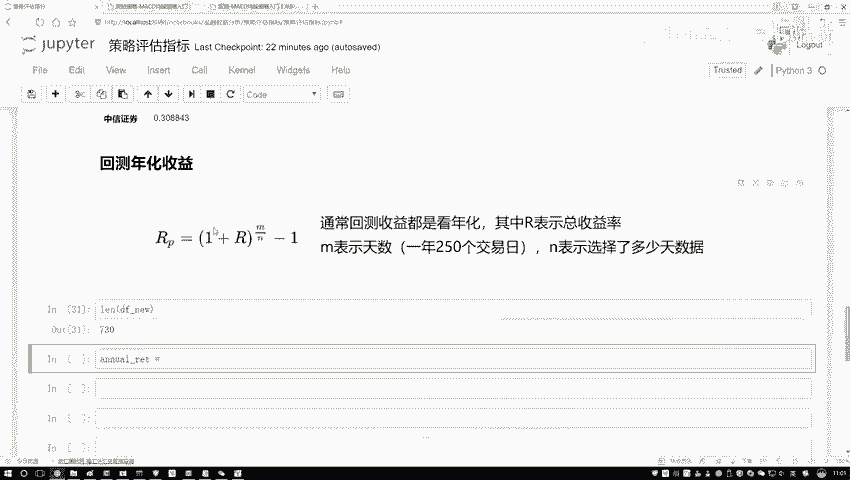 jupyter 策略评估指标 Last Checkpoint: 22 minutes ago (autosaved)
Logout
File Edit View Insert Cell Kernel Widgets Help
Trusted Python 3
Code
中信证券 0.308843
回测年化收益
R_p = (1 + R)^{m/n} − 1
通常回测收益都是看年化，其中R表示总收益率
m表示天数（一年250个交易日），n表示选择了多少天数据
In [31]: len(df_new)
Out[31]: 730
In [ ]: annual_ret =
In [ ]:
In [ ]:
In [ ]:
11:01